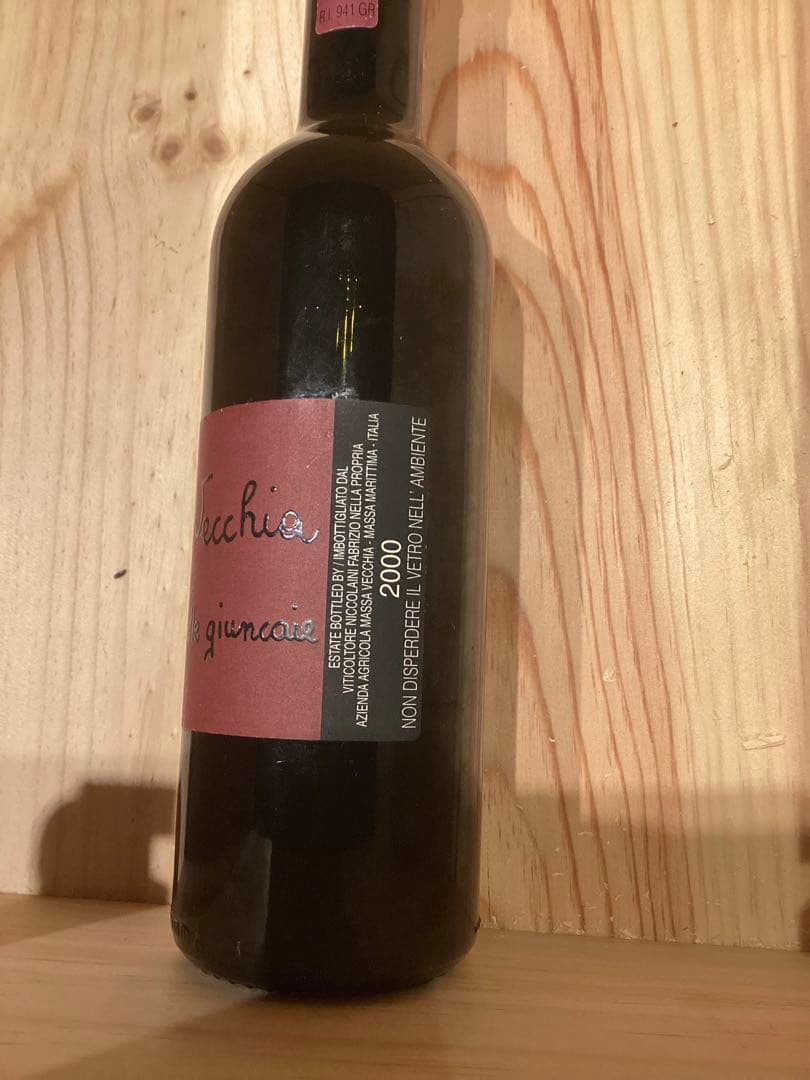 R.I. 941 GR
Vecchia
giuncaie
ESTATE BOTTLED BY / IMBOTTIGLIATO DAL
VITICOLTORE NICCOLAINI FABRIZIO NELLA PROPRIA
AZIENDA AGRICOLA MASSA VECCHIA - MASSA MARITTIMA - ITALIA
2000
NON DISPERDERE IL VETRO NELL' AMBIENTE